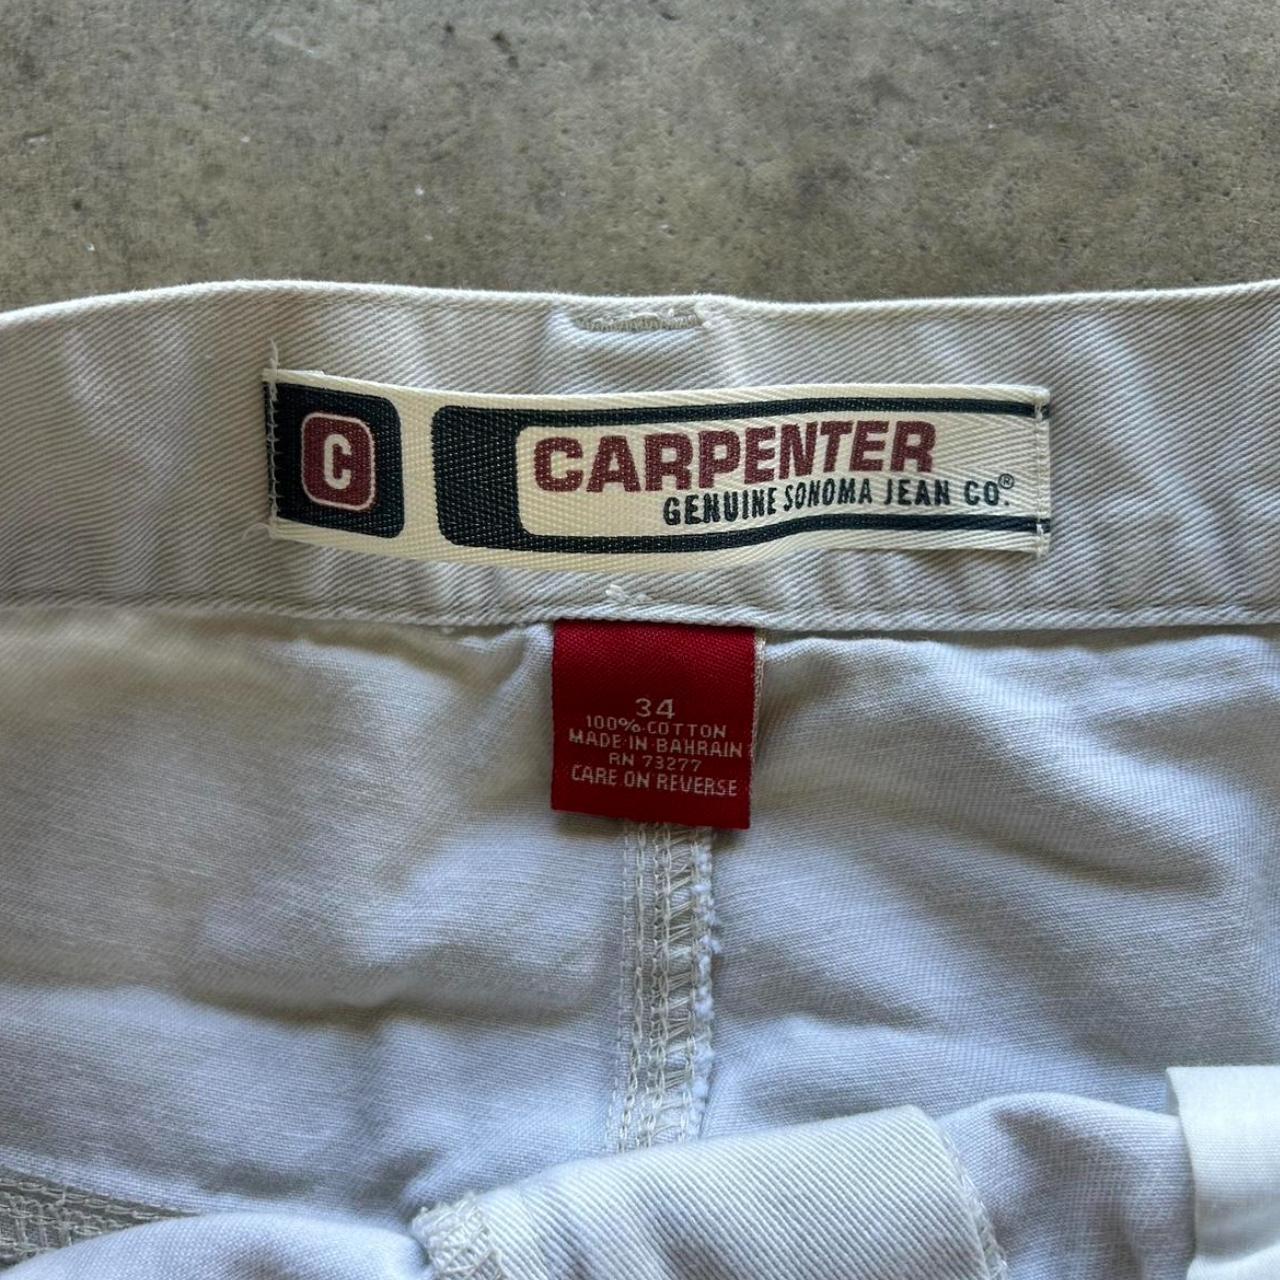 C
CARPENTER
GENUINE SONOMA JEAN CO.®
34
100% COTTON
MADE IN BAHRAIN
RN 73277
CARE ON REVERSE